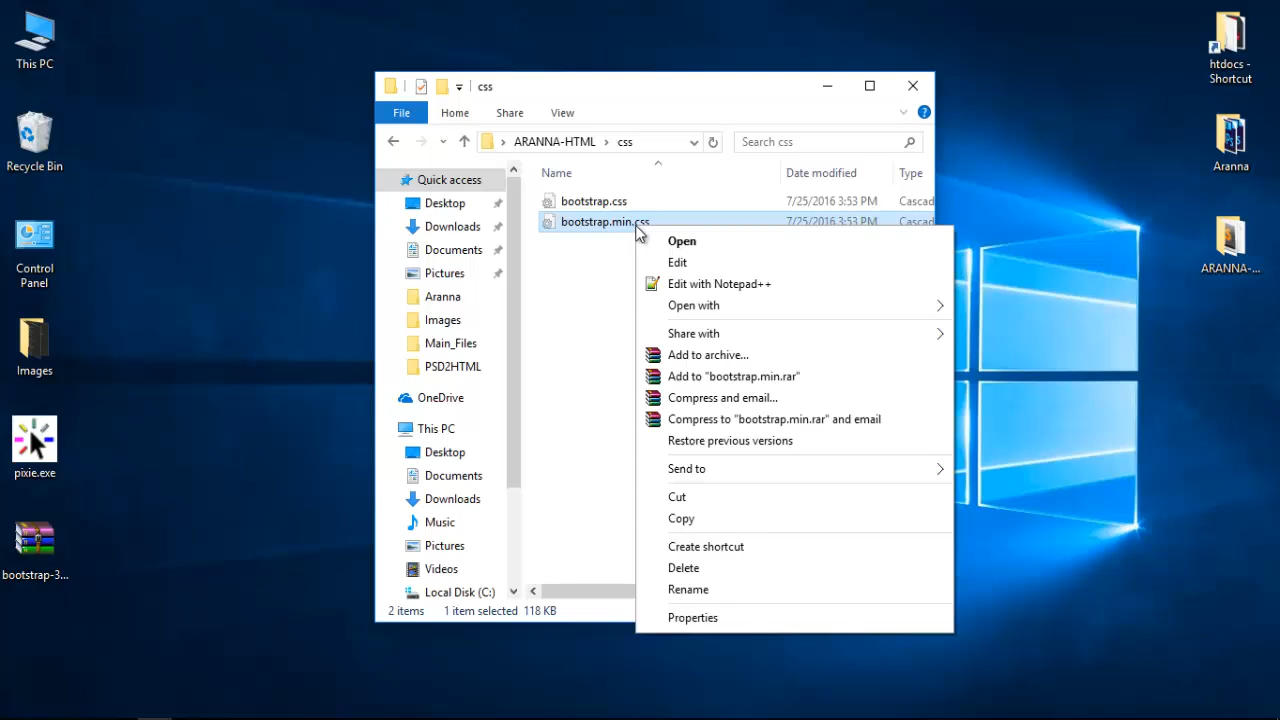 This PC
Recycle Bin
Control
Panel
Images
pixie.exe
bootstrap-3...
css
File
Home
Share
View
ARANNA-HTML
css
Search css
Quick access
Desktop
Downloads
Documents
Pictures
Aranna
Images
Main_Files
PSD2HTML
OneDrive
This PC
Desktop
Documents
Downloads
Music
Pictures
Videos
Local Disk (C:)
Name
Date modified
Type
bootstrap.css
7/25/2016 3:53 PM
Cascad
bootstrap.min.css
7/25/2016 3:53 PM
Cascad
2 items
1 item selected 118 KB
Open
Edit
Edit with Notepad++
Open with
Share with
Add to archive...
Add to "bootstrap.min.rar"
Compress and email...
Compress to "bootstrap.min.rar" and email
Restore previous versions
Send to
Cut
Copy
Create shortcut
Delete
Rename
Properties
htdocs -
Shortcut
Aranna
ARANNA-...